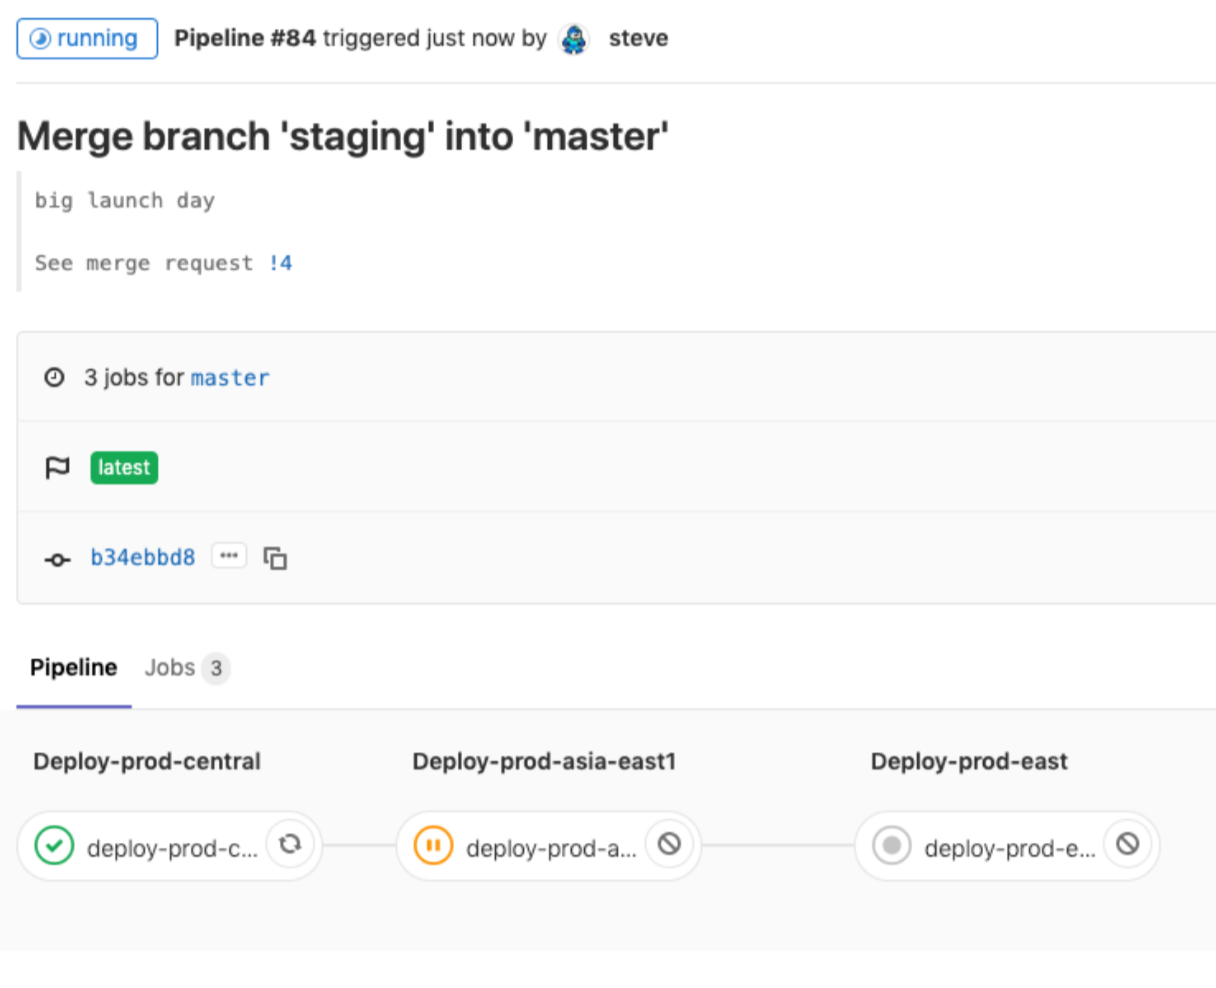 running Pipeline #84 triggered just now by steve
Merge branch 'staging' into 'master'
big launch day
See merge request !4
3 jobs for master
latest
b34ebbd8 ...
Pipeline Jobs 3
Deploy-prod-central Deploy-prod-asia-east1 Deploy-prod-east
deploy-prod-c... deploy-prod-a... deploy-prod-e...